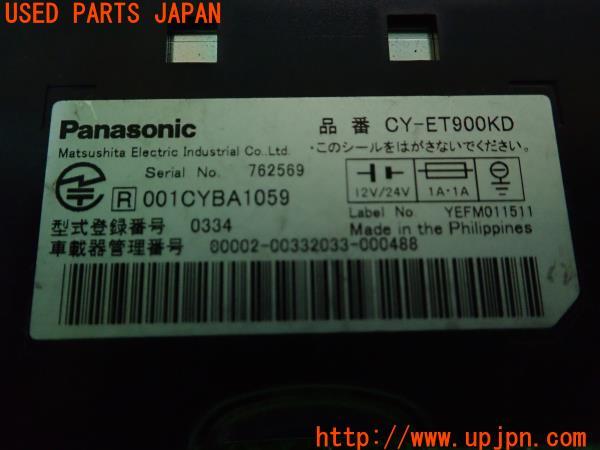 USED PARTS JAPAN
Panasonic
品番 CY-ET900KD
Matsushita Electric Industrial Co.,Ltd.
・このシールをはがさないでください。
Serial No. 762569
R 001CYBA1059
12V/24V
1A・1A
Label No. YEFM011511
型式登録番号 0334
Made in the Philippines
車載器管理番号 80002-00332033-000488
http://www.upjpn.com/